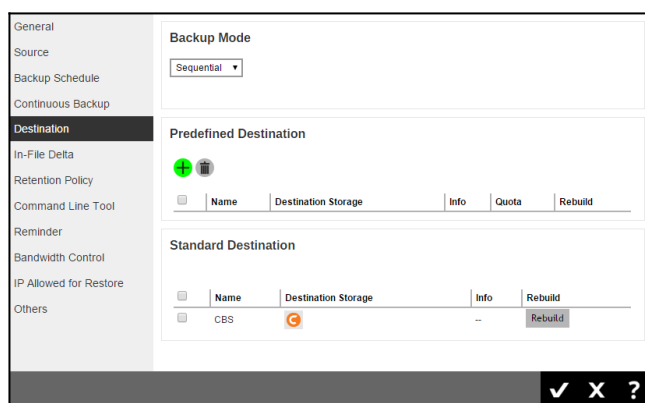 General
Source
Backup Schedule
Continuous Backup
Destination
In-File Delta
Retention Policy
Command Line Tool
Reminder
Bandwidth Control
IP Allowed for Restore
Others
Backup Mode
Sequential
Predefined Destination
Name Destination Storage Info Quota Rebuild
Standard Destination
Name Destination Storage Info Rebuild
CBS C -- Rebuild
X ?